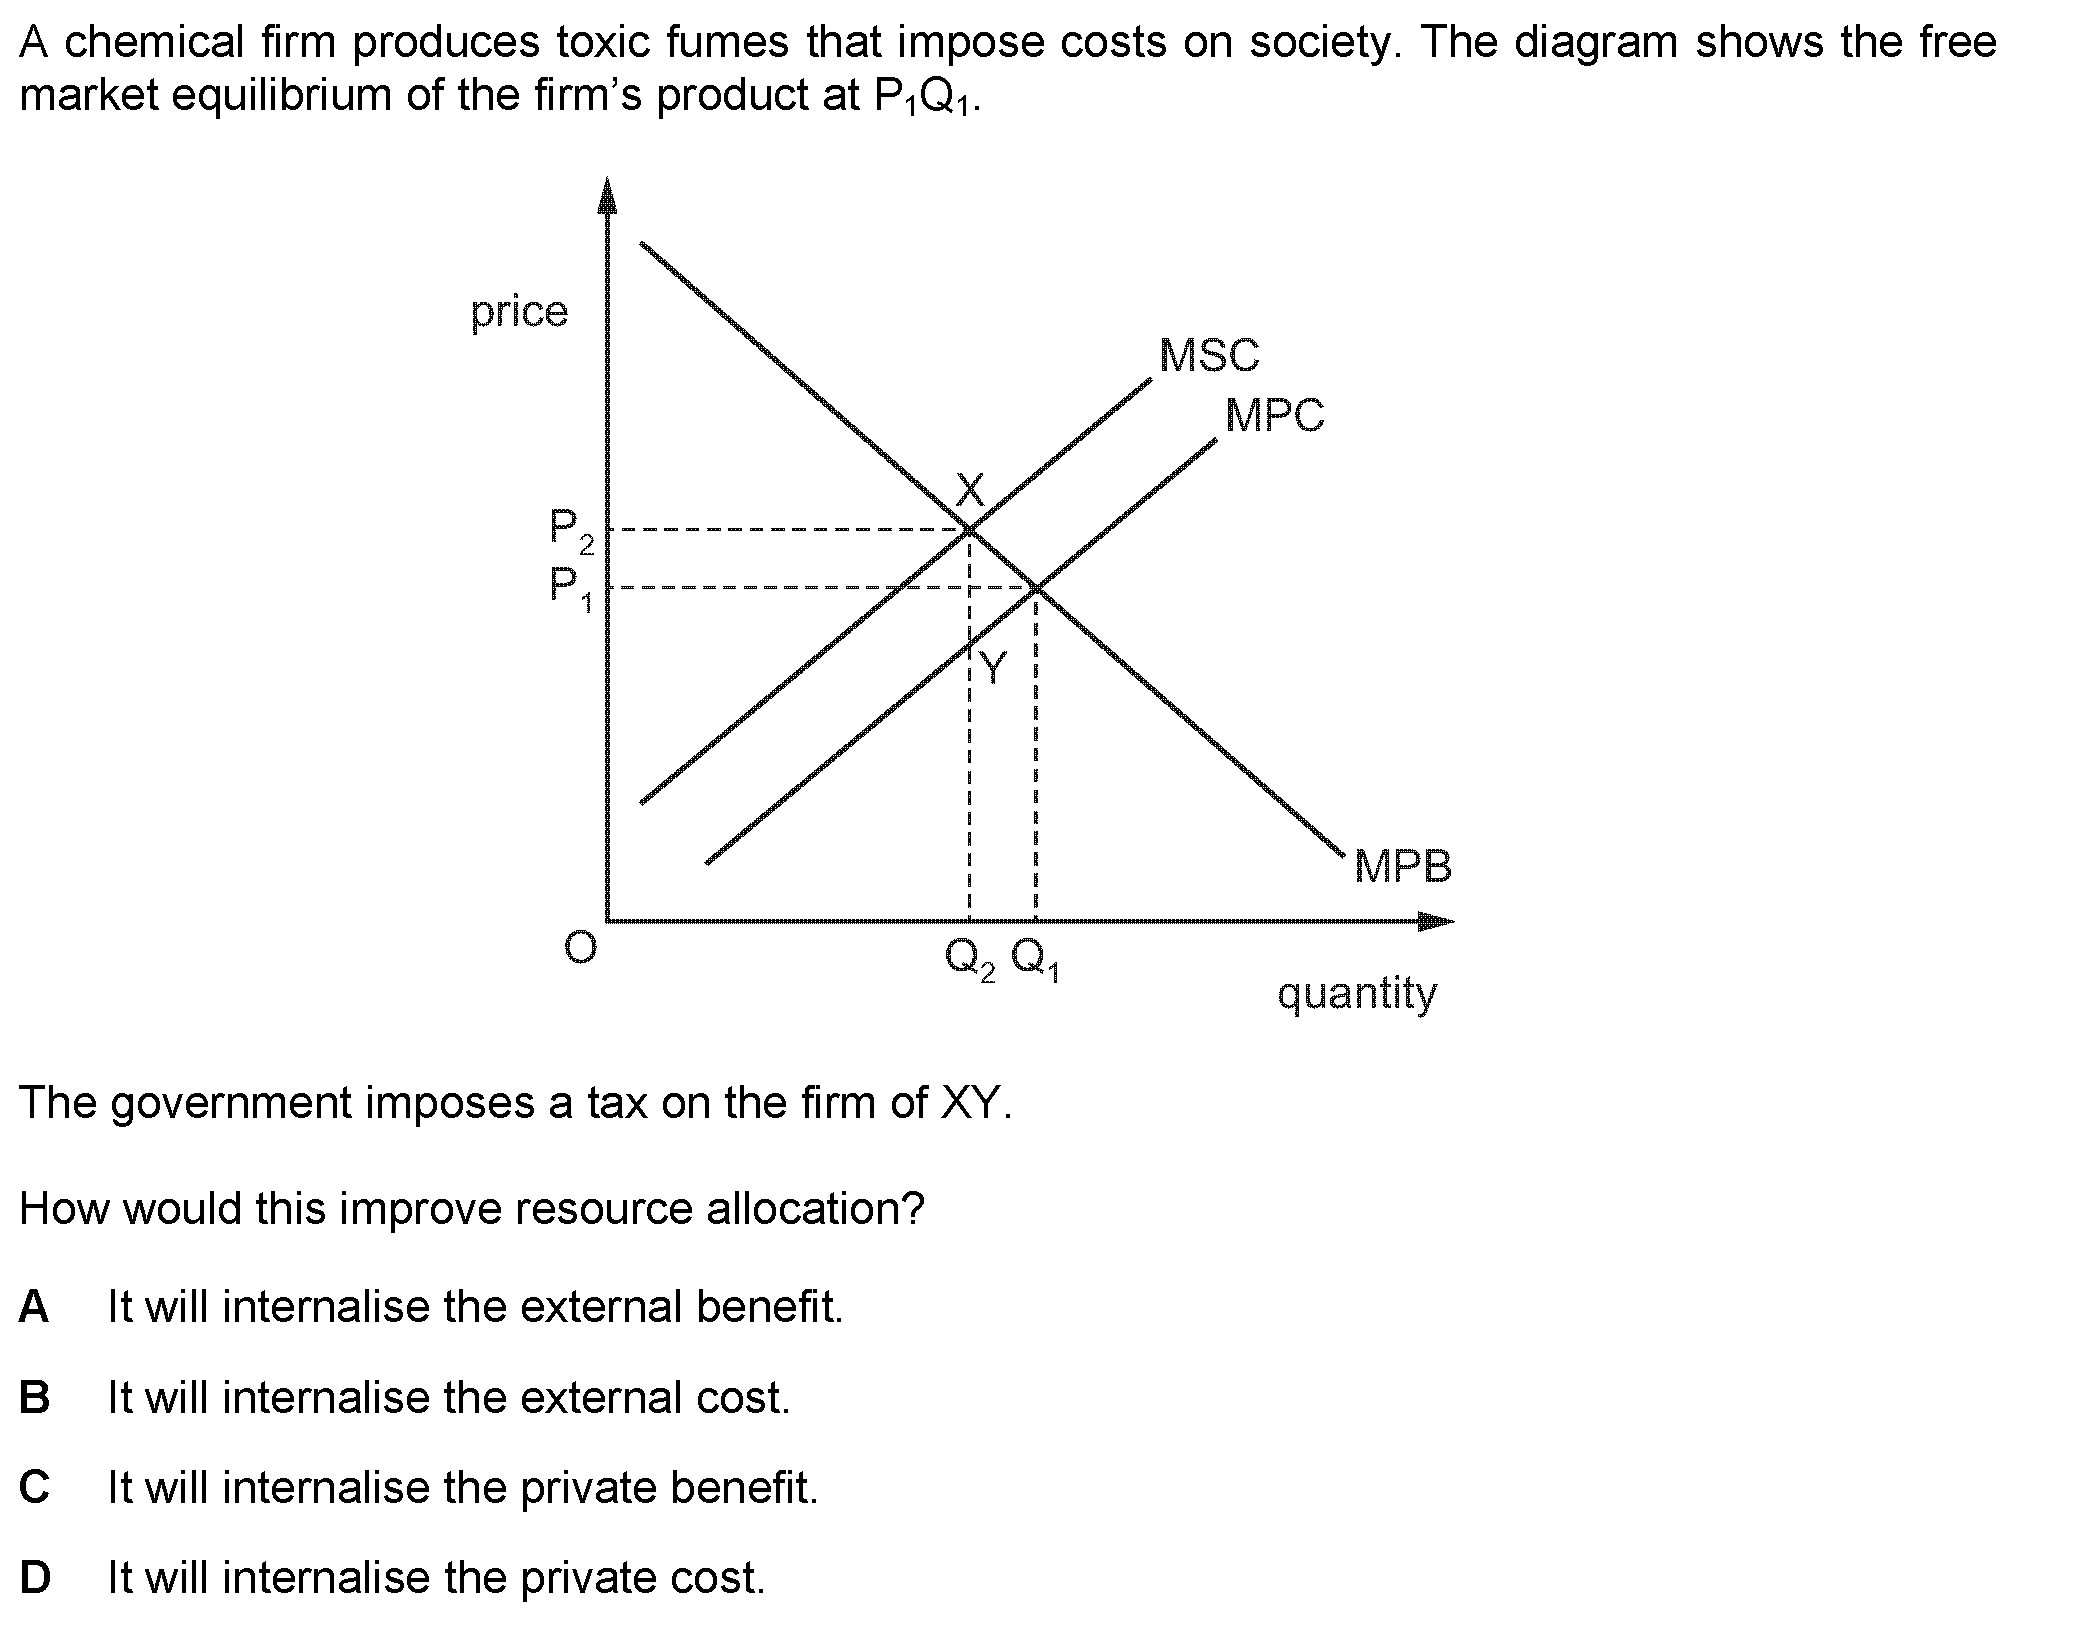 A chemical firm produces toxic fumes that impose costs on society. The diagram shows the free
market equilibrium of the firm's product at P₁Q₁.
price
MSC
MPC
X
P₂
P₁
Y
MPB
O
Q₂ Q₁
quantity
The government imposes a tax on the firm of XY.
How would this improve resource allocation?
A It will internalise the external benefit.
B It will internalise the external cost.
C It will internalise the private benefit.
D It will internalise the private cost.